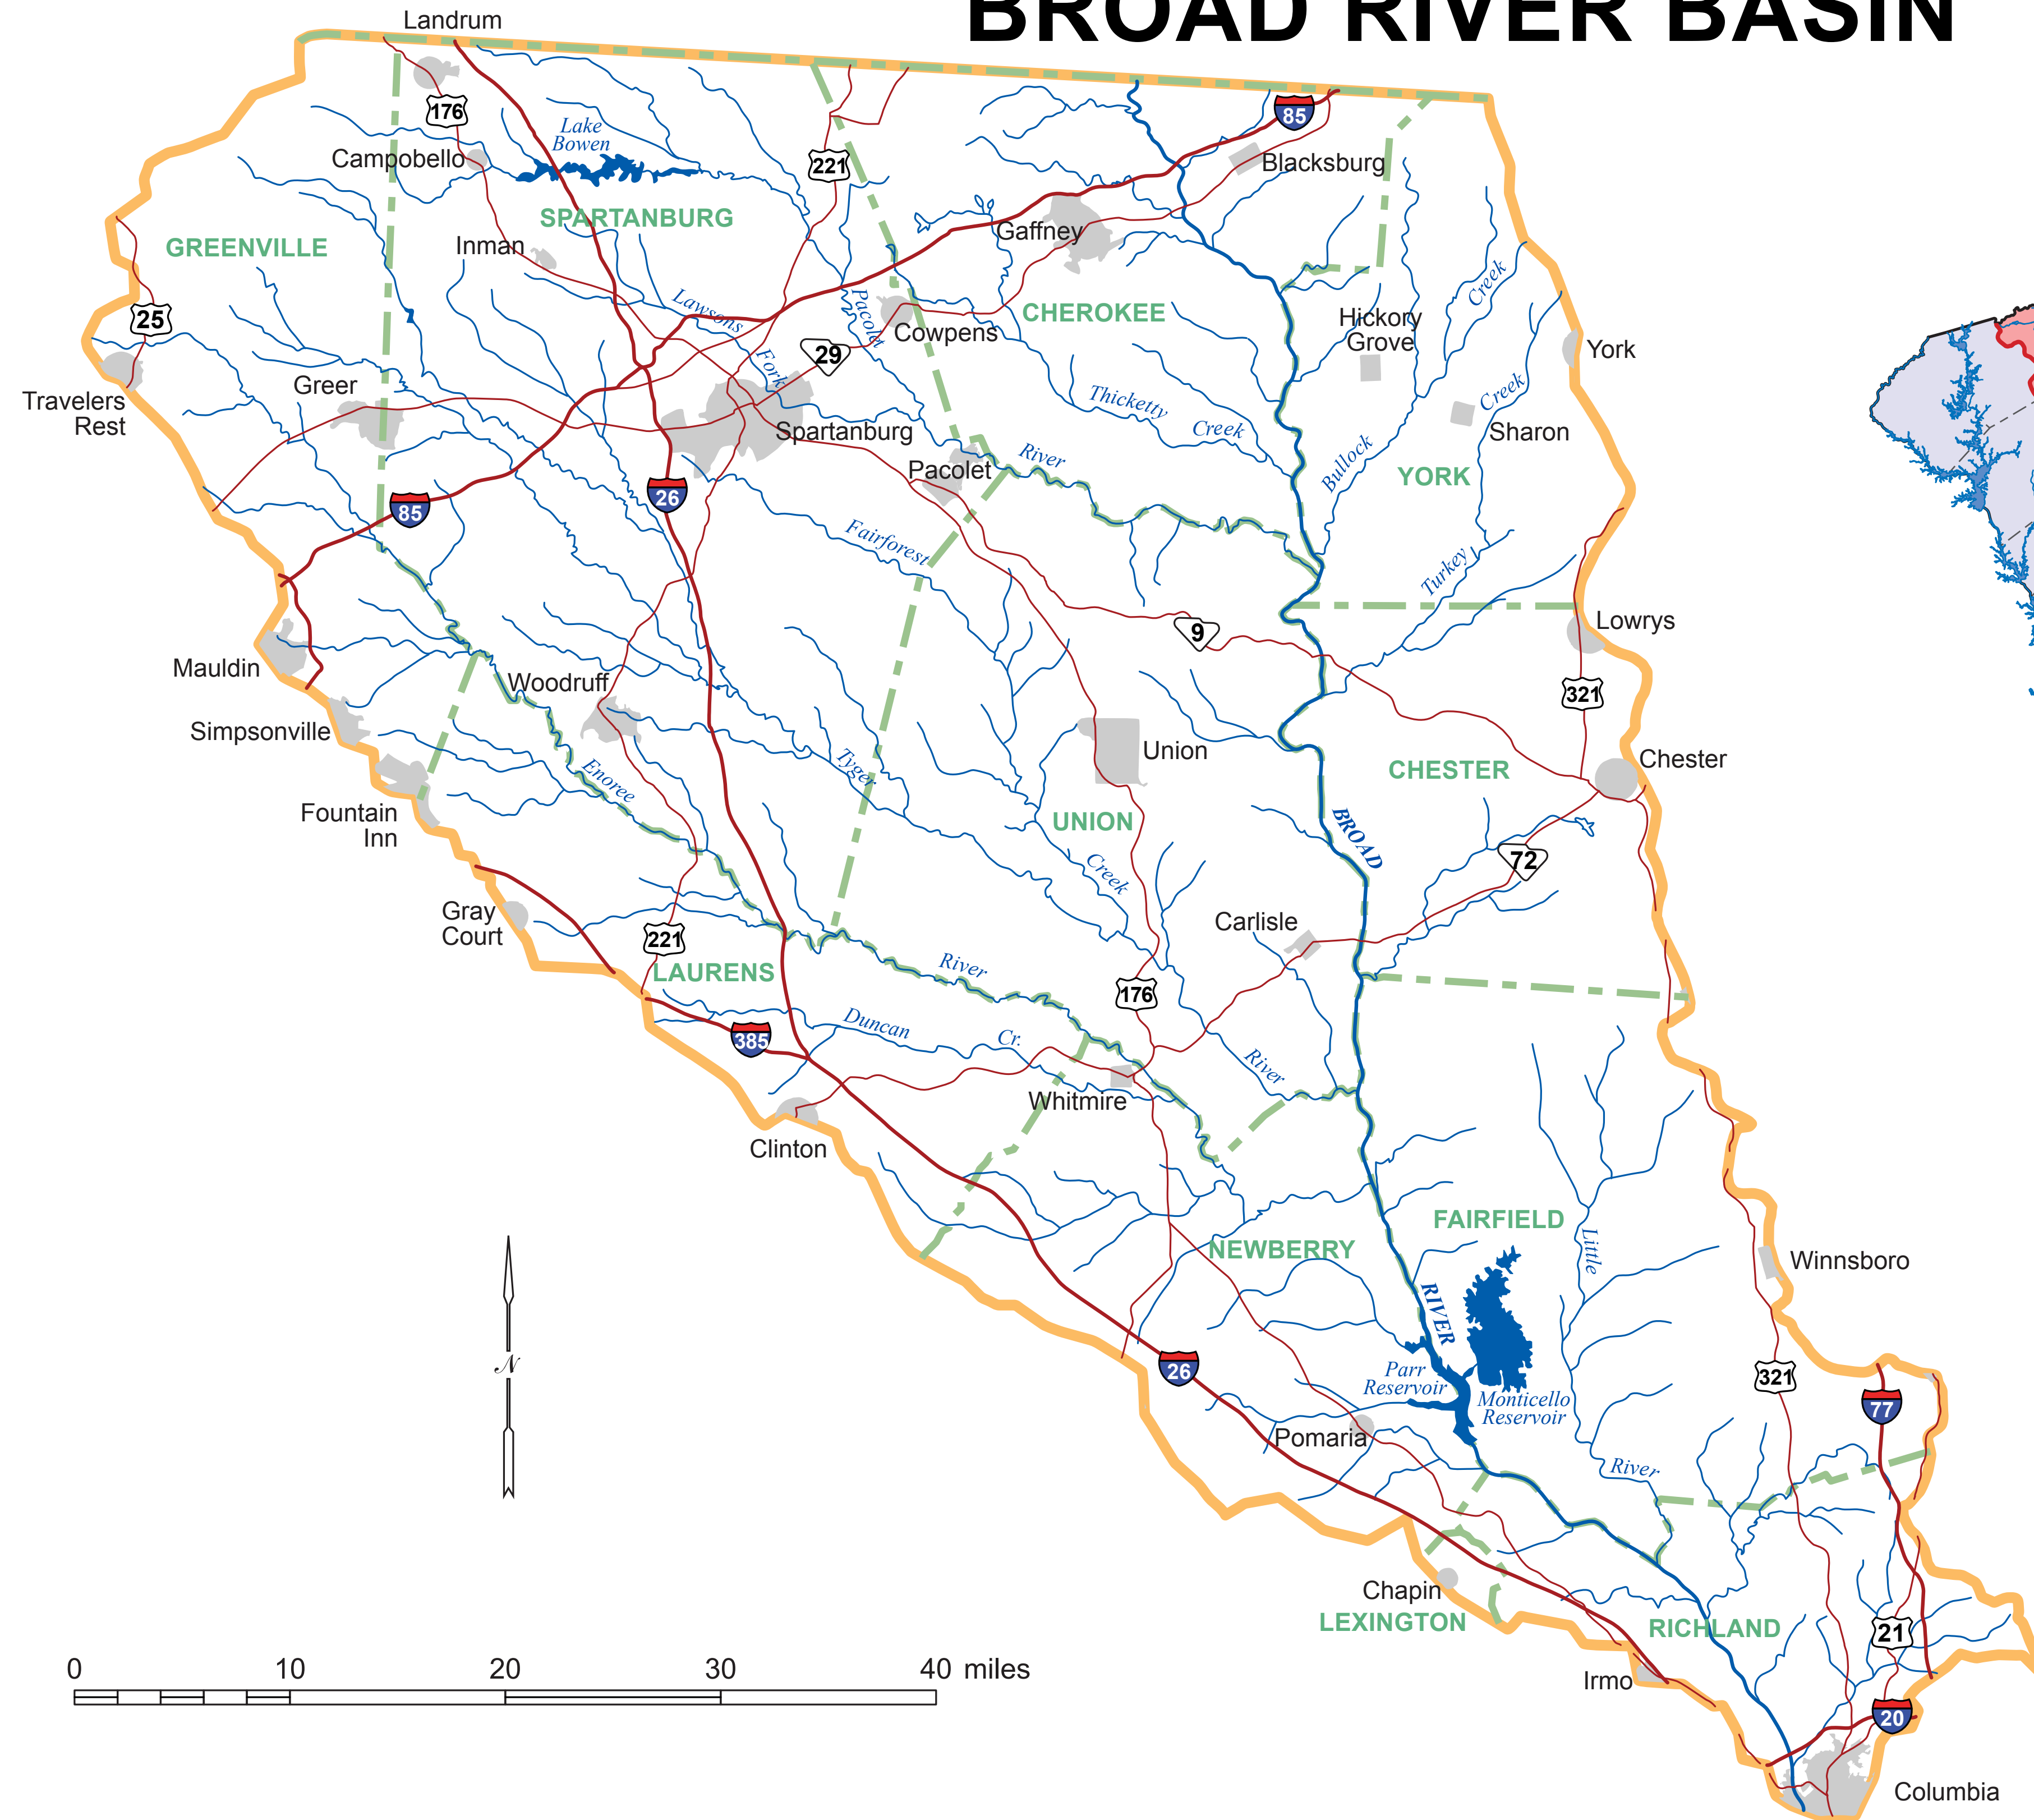 BROAD RIVER BASIN
Landrum
176
Lake
Bowen
Campobello
221
85
Blacksburg
SPARTANBURG
GREENVILLE
Inman
Gaffney
25
Lawsons
Fork
Pacolet
Cowpens
CHEROKEE
Hickory
Grove
Creek
York
29
Travelers
Rest
Greer
Thicketty
Creek
Creek
Sharon
Spartanburg
Pacolet
River
Bullock
YORK
85
26
Fairforest
Turkey
Lowrys
9
Mauldin
Woodruff
321
Simpsonville
Union
Chester
CHESTER
Tyger
Enoree
Fountain
Inn
UNION
BROAD
72
Creek
Gray
Court
Carlisle
221
LAURENS
River
176
385
Duncan
Cr.
River
Whitmire
Clinton
FAIRFIELD
NEWBERRY
Little
Winnsboro
RIVER
N
26
Parr
Reservoir
Monticello
Reservoir
321
77
Pomaria
River
Chapin
LEXINGTON
RICHLAND
21
Irmo
0 10 20 30 40 miles
20
Columbia